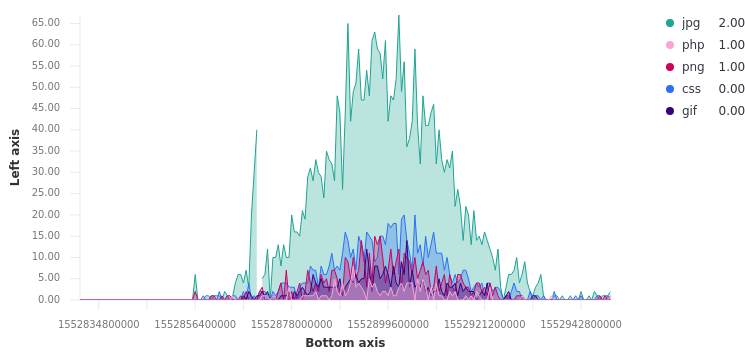 65.00
60.00
55.00
50.00
45.00
40.00
35.00
30.00
25.00
20.00
15.00
10.00
5.00
0.00
Left axis
1552834800000 1552856400000 1552878000000 1552899600000 1552921200000 1552942800000
Bottom axis
jpg 2.00
php 1.00
png 1.00
css 0.00
gif 0.00